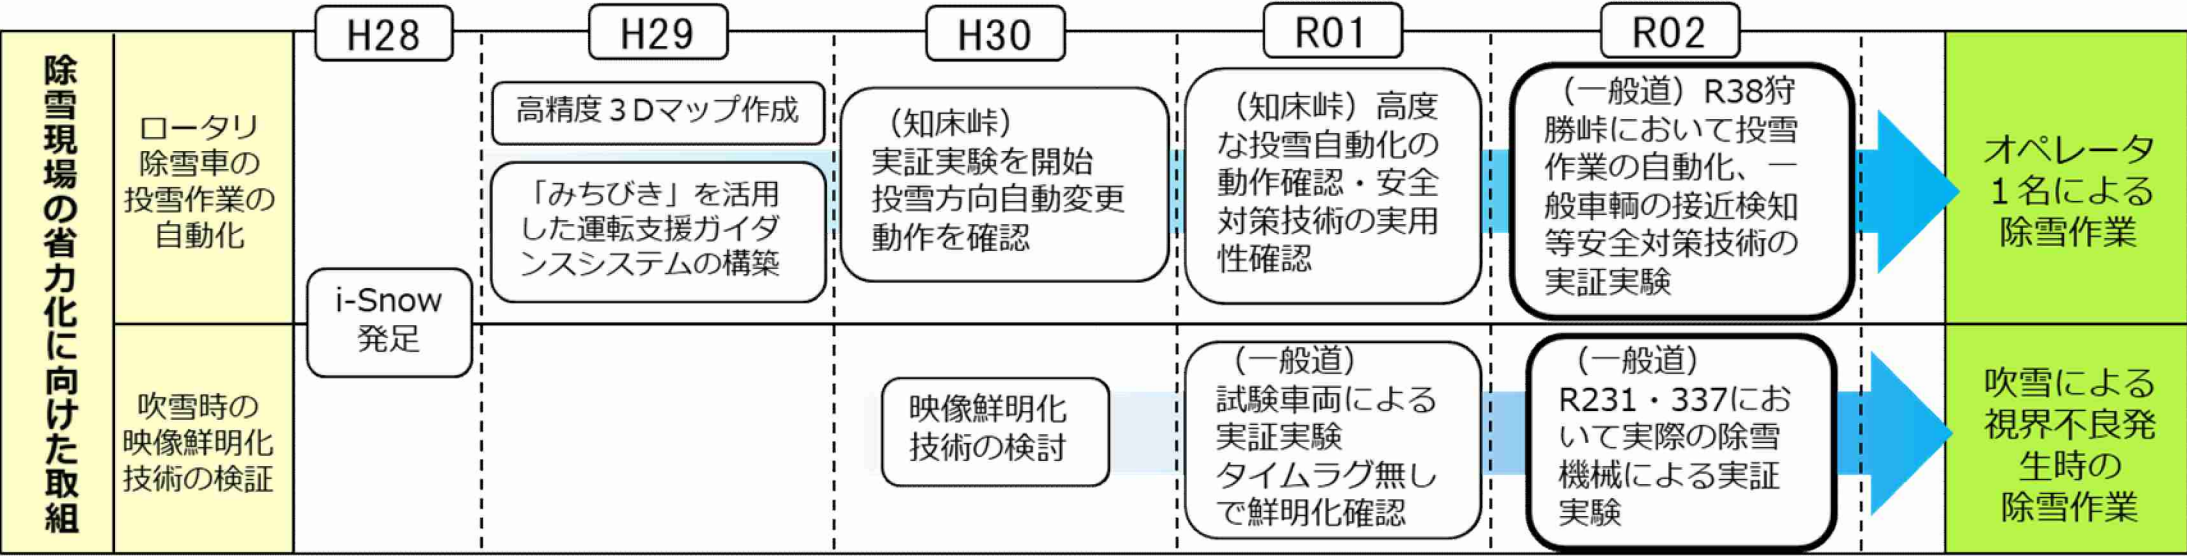 H28
H29
H30
R01
R02
除雪現場の省力化に向けた取組
ロータリ
除雪車の
投雪作業の
自動化
i-Snow
発足
高精度３Dマップ作成
「みちびき」を活用
した運転支援ガイダ
ンスシステムの構築
（知床峠）
実証実験を開始
投雪方向自動変更
動作を確認
（知床峠）高度
な投雪自動化の
動作確認・安全
対策技術の実用
性確認
（一般道）R38狩
勝峠において投雪
作業の自動化、一
般車輌の接近検知
等安全対策技術の
実証実験
オペレータ
１名による
除雪作業
吹雪時の
映像鮮明化
技術の検証
映像鮮明化
技術の検討
（一般道）
試験車両による
実証実験
タイムラグ無し
で鮮明化確認
（一般道）
R231・337にお
いて実際の除雪
機械による実証
実験
吹雪による
視界不良発
生時の
除雪作業